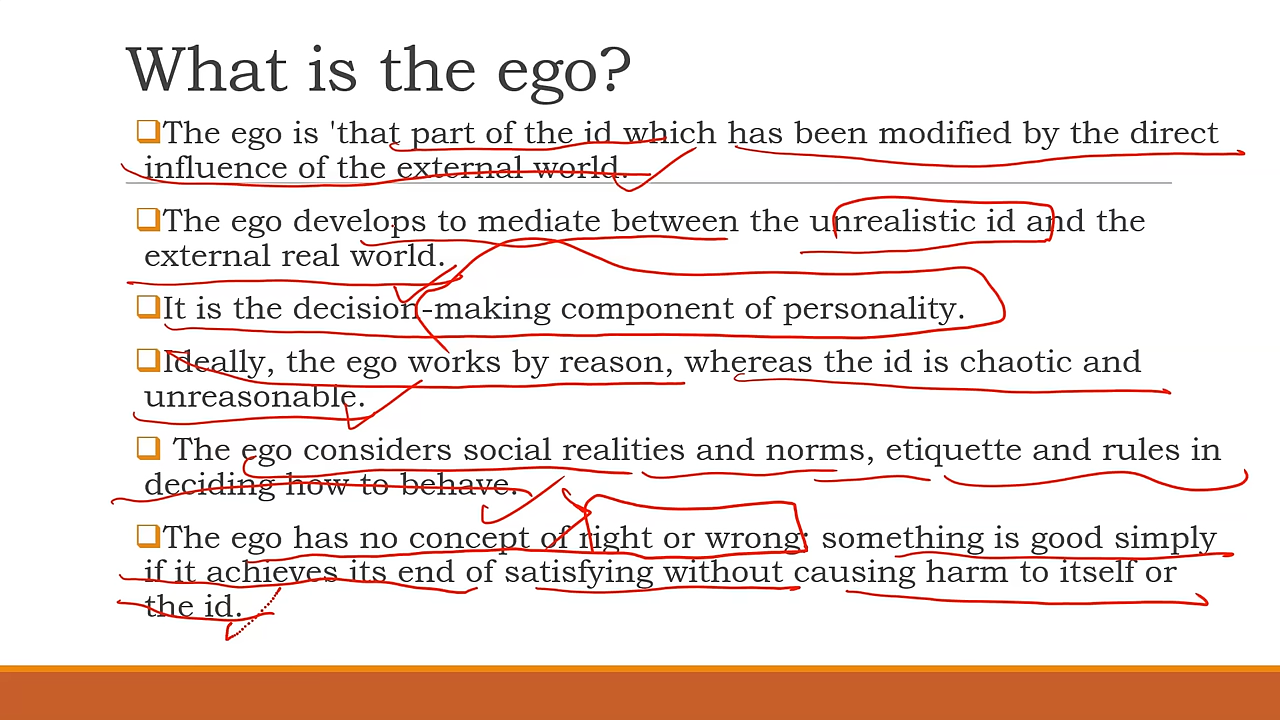 What is the ego?
The ego is 'that part of the id which has been modified by the direct
influence of the external world.
The ego develops to mediate between the unrealistic id and the
external real world.
It is the decision-making component of personality.
Ideally, the ego works by reason, whereas the id is chaotic and
unreasonable.
The ego considers social realities and norms, etiquette and rules in
deciding how to behave.
The ego has no concept of right or wrong; something is good simply
if it achieves its end of satisfying without causing harm to itself or
the id.